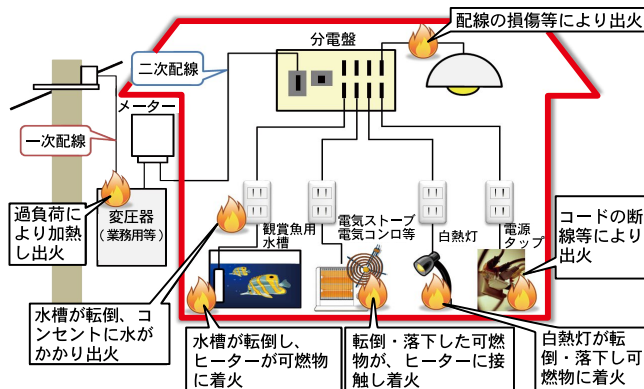 配線の損傷等により出火
分電盤
二次配線
メーター
一次配線
過負荷に
より加熱
し出火
変圧器
(業務用等)
観賞魚用
水槽
電気ストーブ
電気コンロ等
白熱灯
電源
タップ
コードの断
線等により
出火
水槽が転倒、コ
ンセントに水が
かかり出火
水槽が転倒し、
ヒーターが可燃物
に着火
転倒・落下した可燃
物が、ヒーターに接
触し着火
白熱灯が転
倒・落下し可
燃物に着火